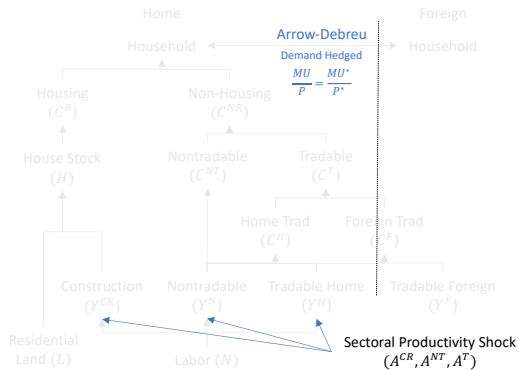 Home
Foreign
Arrow-Debreu
Household
Household
Demand Hedged
MU/P = MU*/P*
Housing
(C^R)
Non-Housing
(C^NR)
House Stock
(H)
Nontradable
(C^NT)
Tradable
(C^T)
Home Trad
(C^H)
Foreign Trad
(C^F)
Construction
(Y^CR)
Nontradable
(Y^N)
Tradable Home
(Y^H)
Tradable Foreign
(Y^F)
Residential
Land (L)
Labor (N)
Sectoral Productivity Shock
(A^CR, A^NT, A^T)